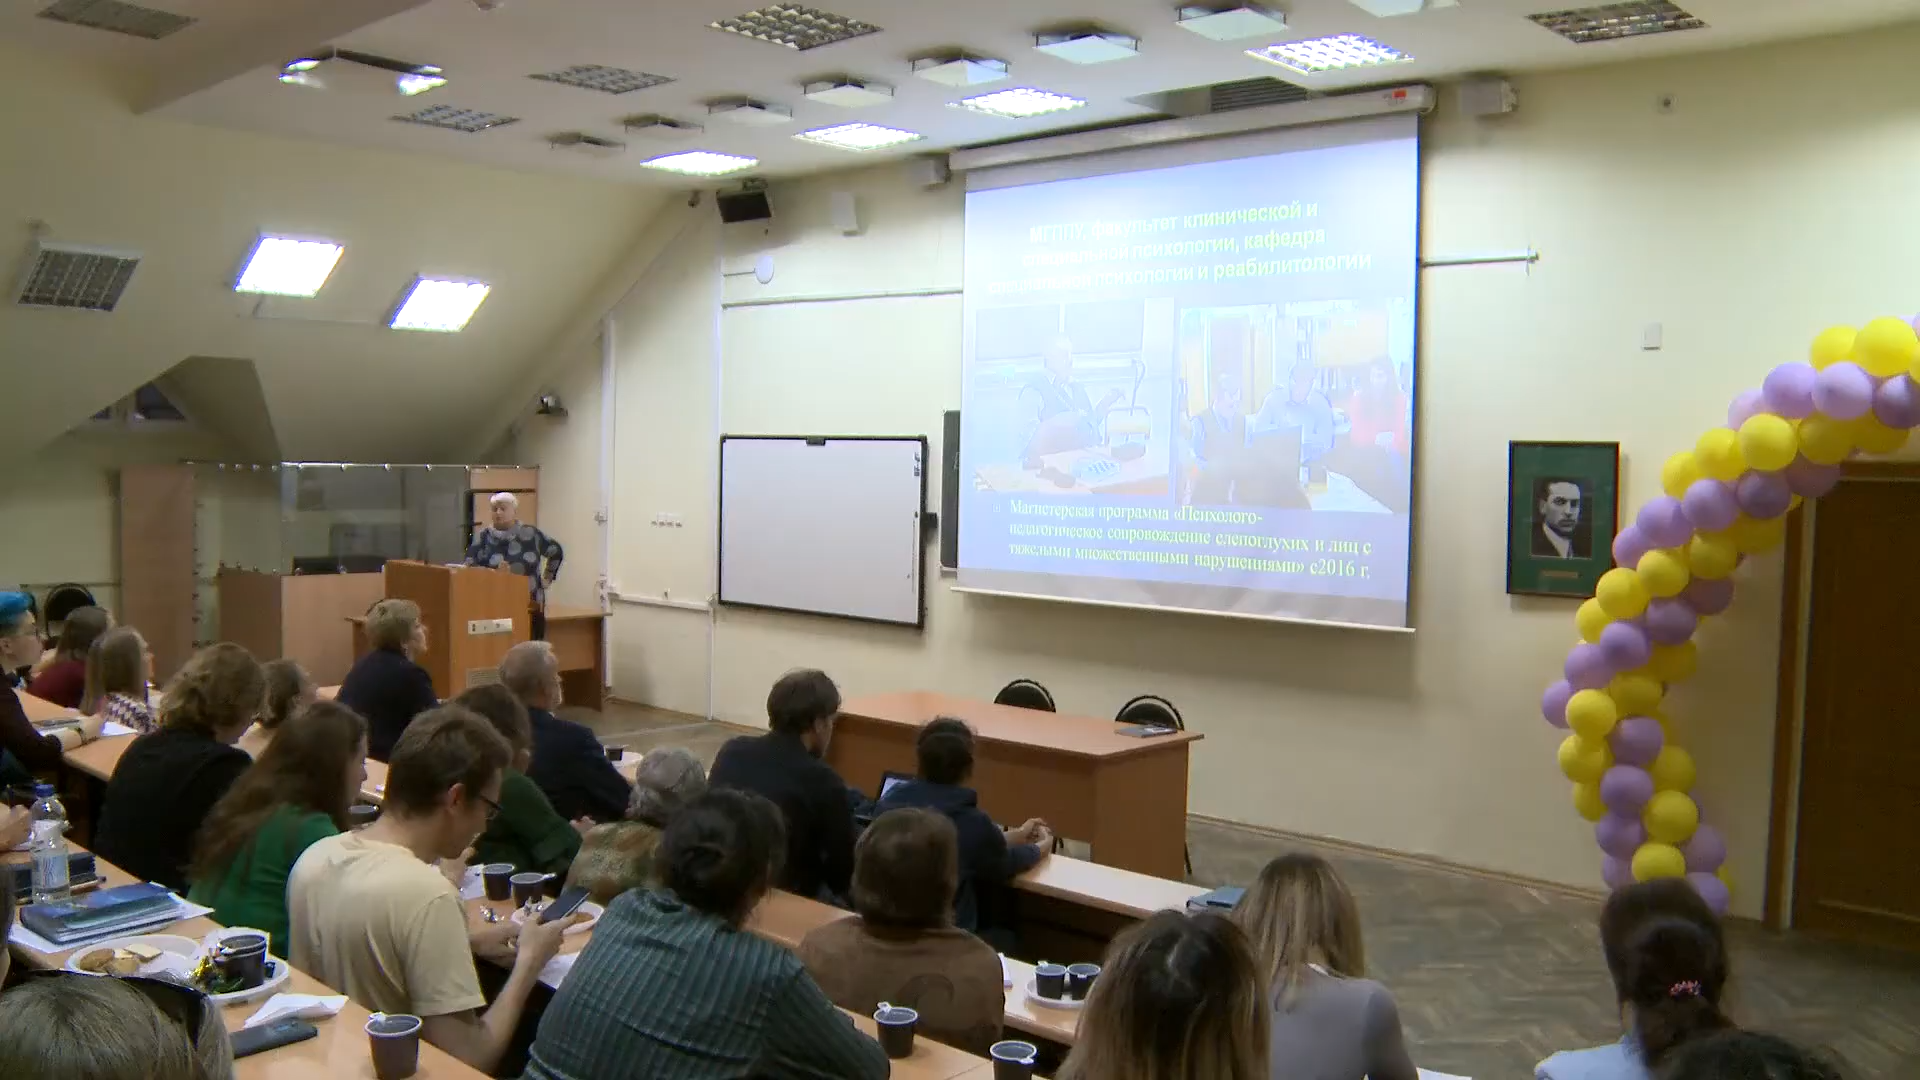 МГППУ, факультет клинической и
специальной психологии, кафедра
специальной психологии и реабилитологии
Магистерская программа «Психолого-
педагогическое сопровождение слепоглухих и лиц с
тяжелыми множественными нарушениями» с2016 г,